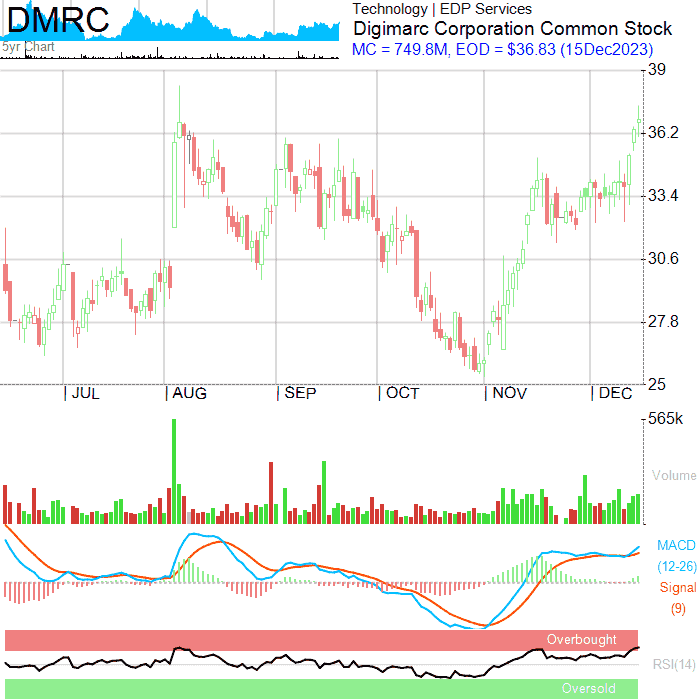 DMRC
5yr Chart
Technology | EDP Services
Digimarc Corporation Common Stock
MC = 749.8M, EOD = $36.83 (15Dec2023)
39
36.2
33.4
30.6
27.8
25
| JUL | AUG | SEP | OCT | NOV | DEC
565k
Volume
MACD
(12-26)
Signal
(9)
Overbought
RSI(14)
Oversold